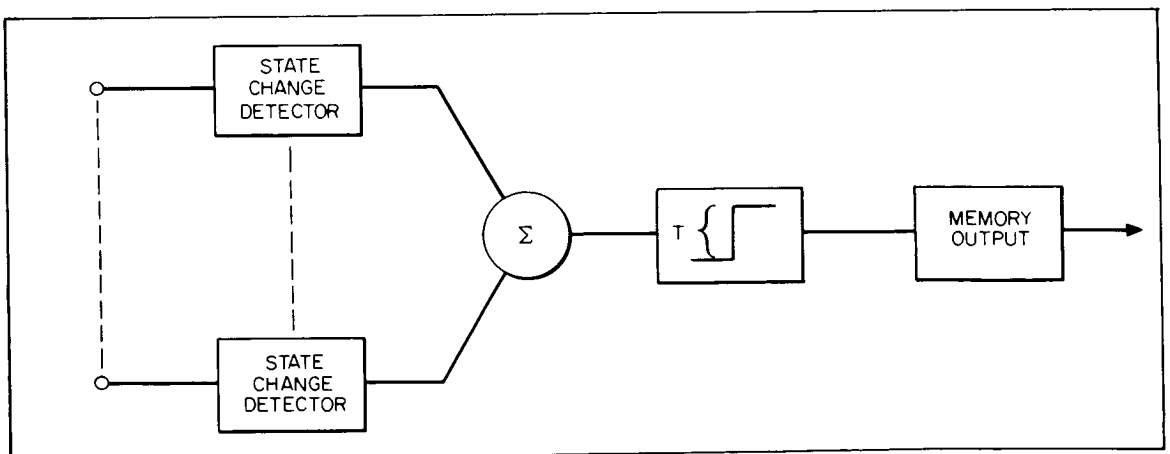 STATE
CHANGE
DETECTOR
Σ
T
MEMORY
OUTPUT
STATE
CHANGE
DETECTOR